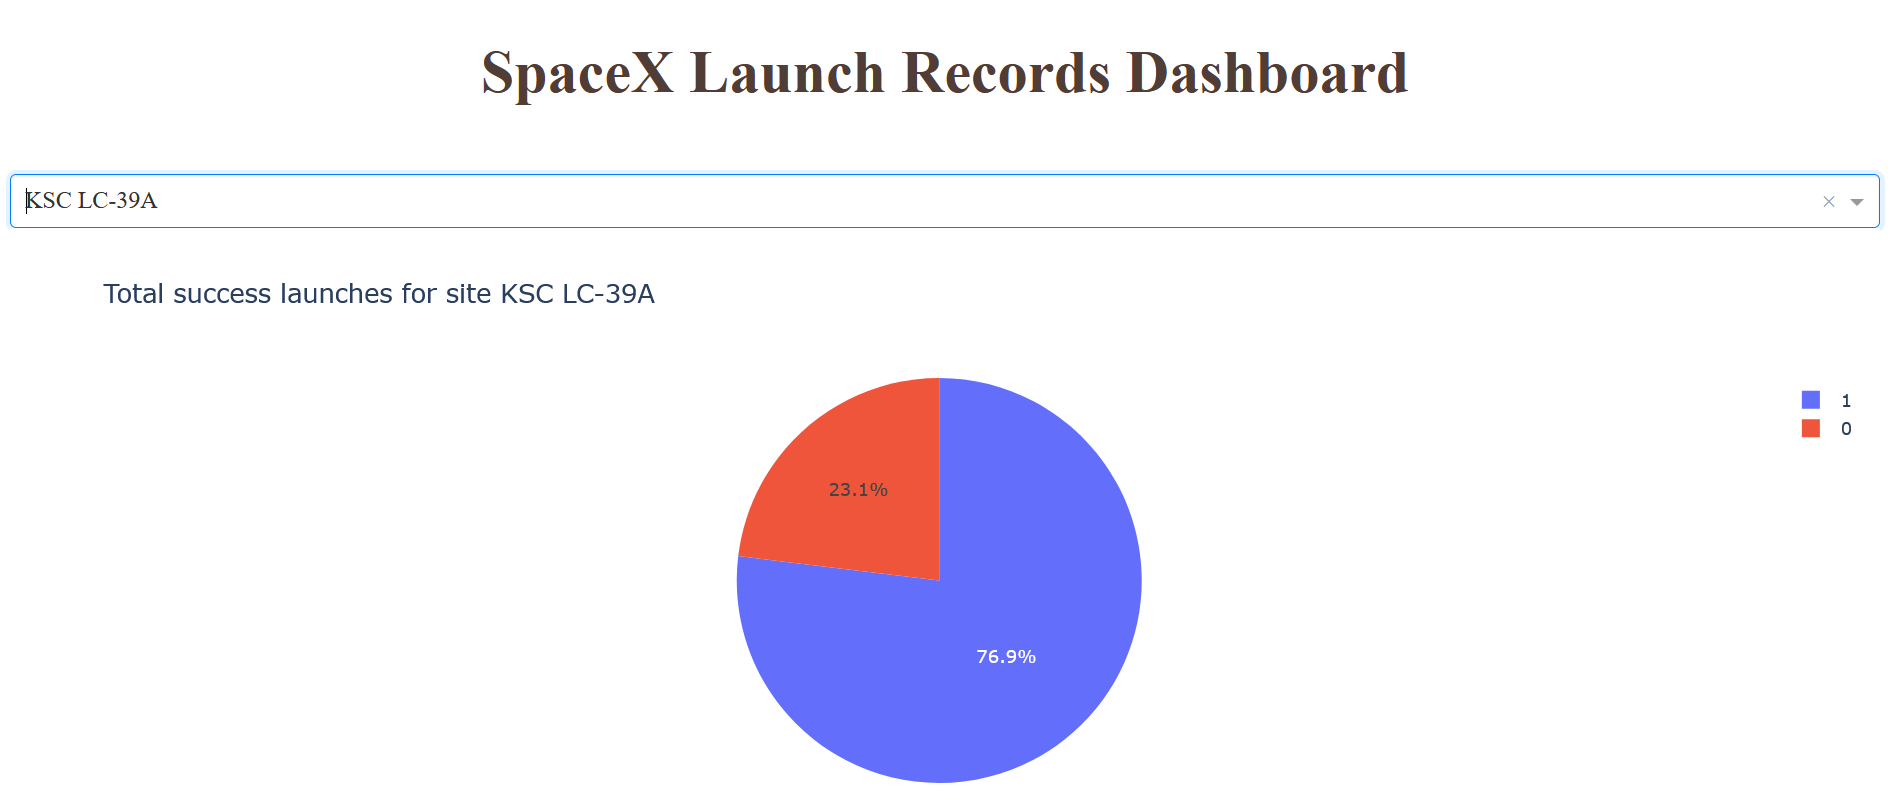 SpaceX Launch Records Dashboard
KSC LC-39A
Total success launches for site KSC LC-39A
1
0
23.1%
76.9%